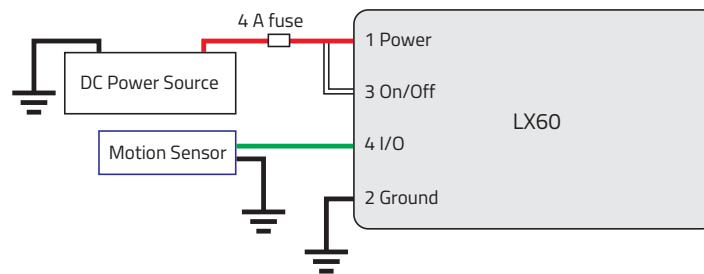 4 A fuse
1 Power
DC Power Source
3 On/Off
LX60
4 I/O
Motion Sensor
2 Ground